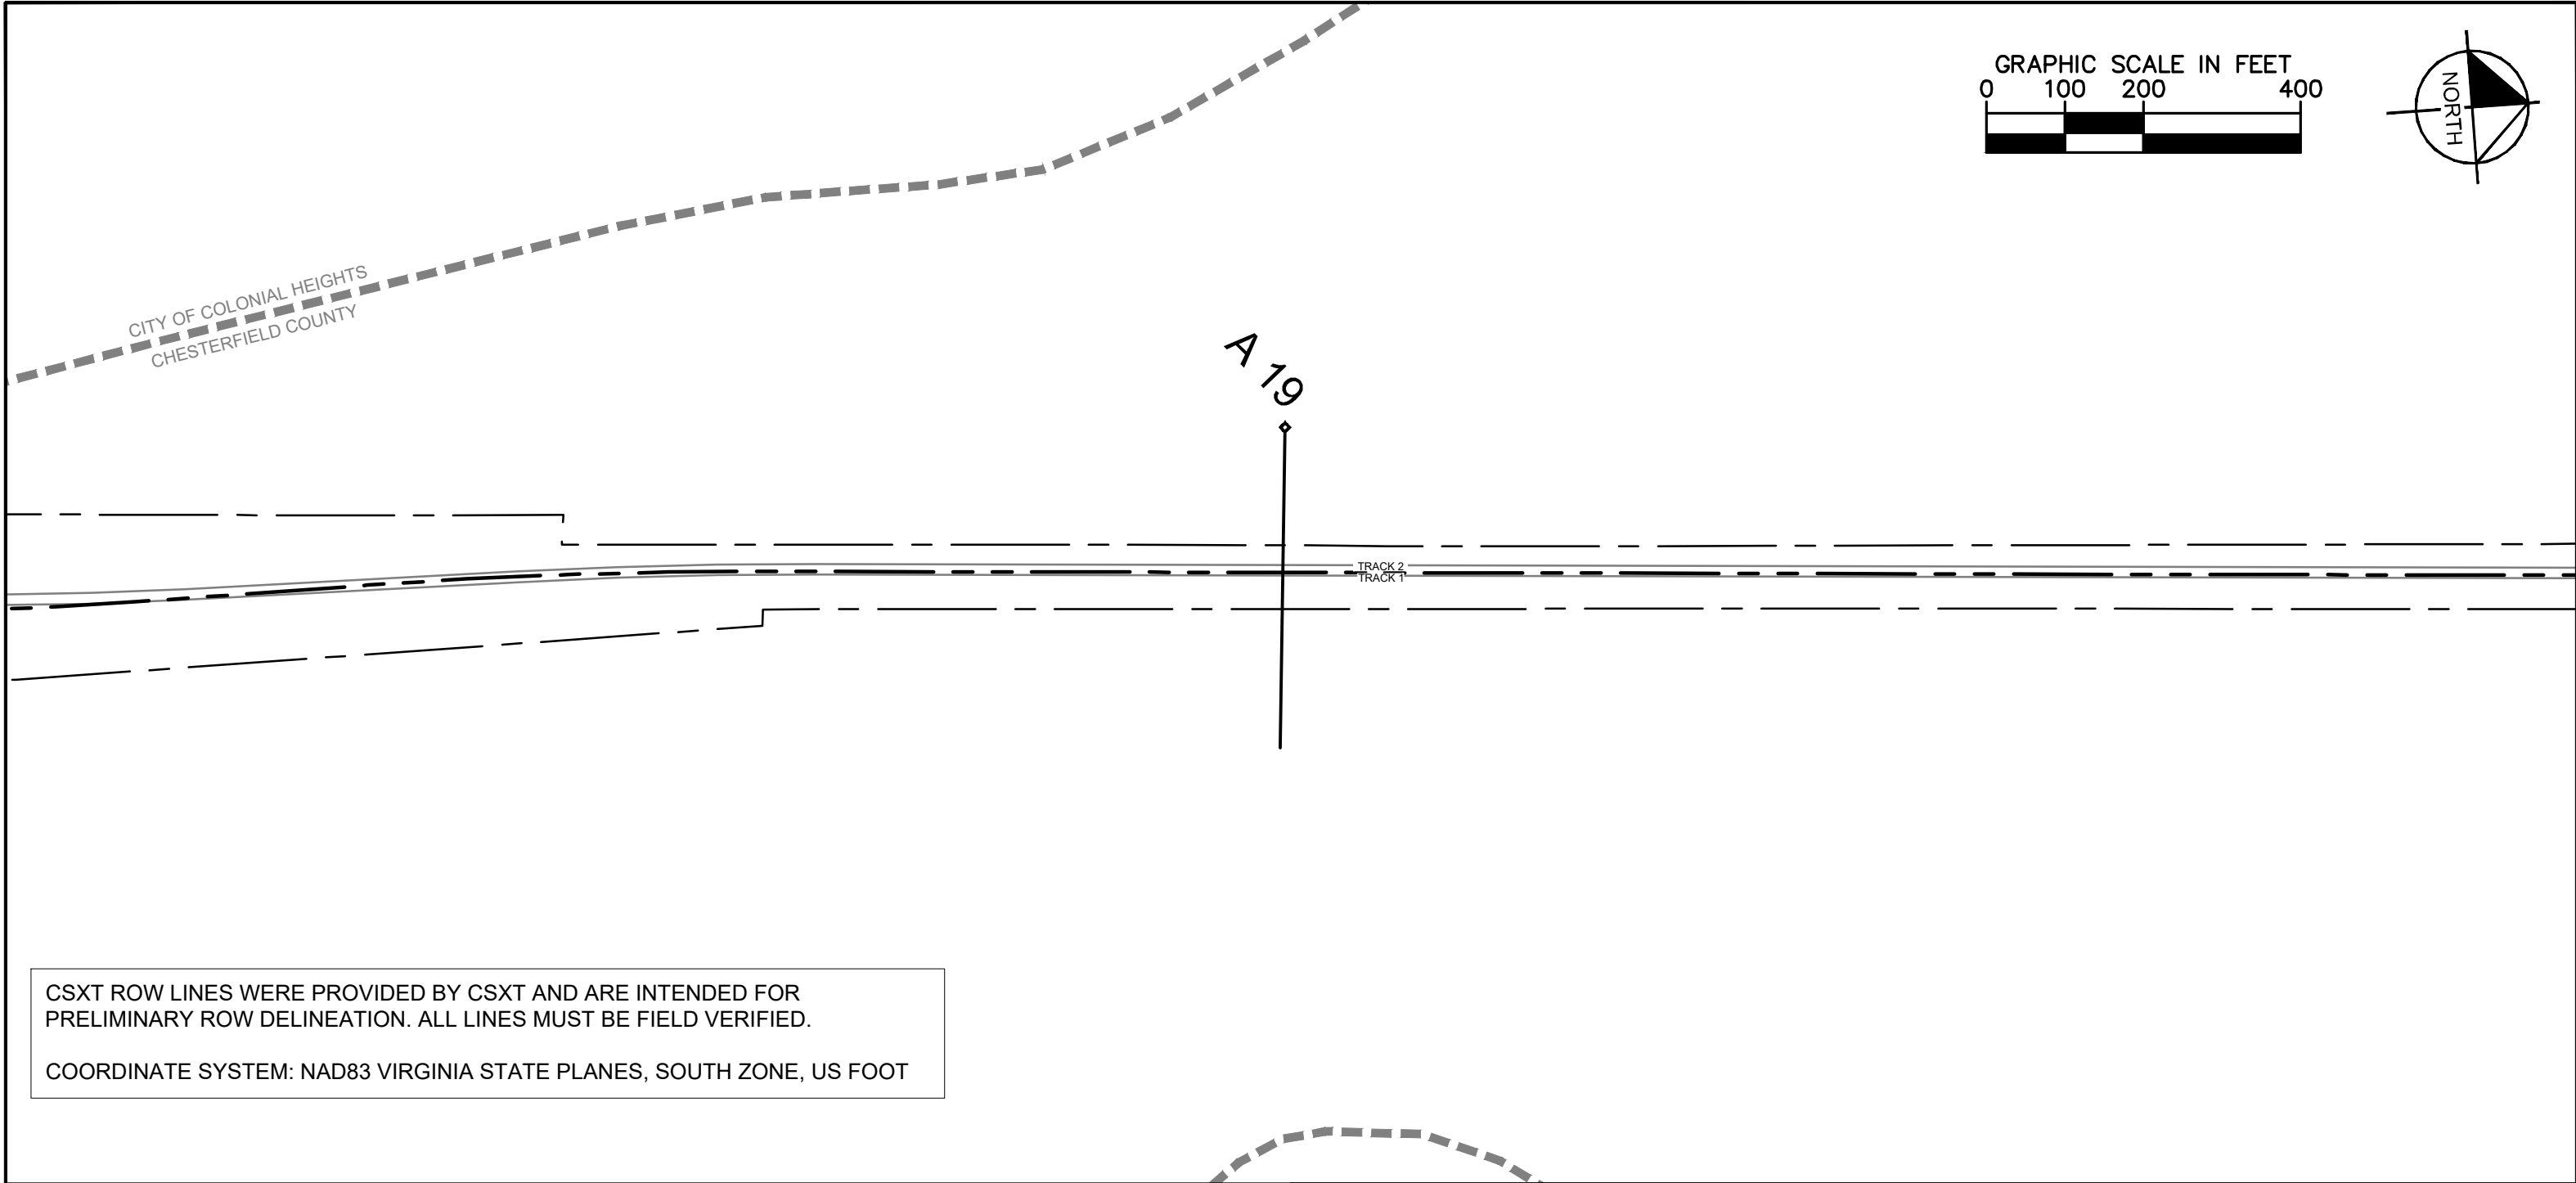 GRAPHIC SCALE IN FEET
0 100 200 400
NORTH
CITY OF COLONIAL HEIGHTS
CHESTERFIELD COUNTY
A 19
TRACK 2
TRACK 1
CSXT ROW LINES WERE PROVIDED BY CSXT AND ARE INTENDED FOR
PRELIMINARY ROW DELINEATION. ALL LINES MUST BE FIELD VERIFIED.
COORDINATE SYSTEM: NAD83 VIRGINIA STATE PLANES, SOUTH ZONE, US FOOT